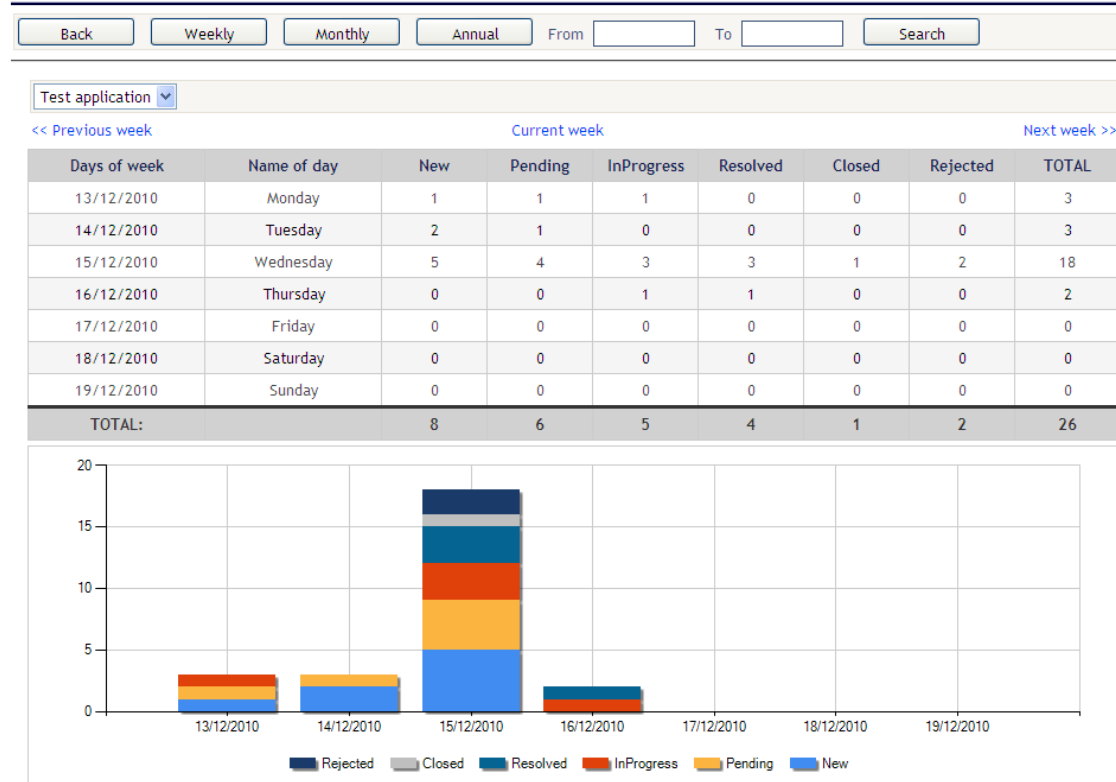 Back Weekly Monthly Annual From To Search
Test application
<< Previous week Current week Next week >>
Days of week Name of day New Pending InProgress Resolved Closed Rejected TOTAL
13/12/2010 Monday 1 1 1 0 0 0 3
14/12/2010 Tuesday 2 1 0 0 0 0 3
15/12/2010 Wednesday 5 4 3 3 1 2 18
16/12/2010 Thursday 0 0 1 1 0 0 2
17/12/2010 Friday 0 0 0 0 0 0 0
18/12/2010 Saturday 0 0 0 0 0 0 0
19/12/2010 Sunday 0 0 0 0 0 0 0
TOTAL: 8 6 5 4 1 2 26
20
15
10
5
0
13/12/2010 14/12/2010 15/12/2010 16/12/2010 17/12/2010 18/12/2010 19/12/2010
Rejected Closed Resolved InProgress Pending New